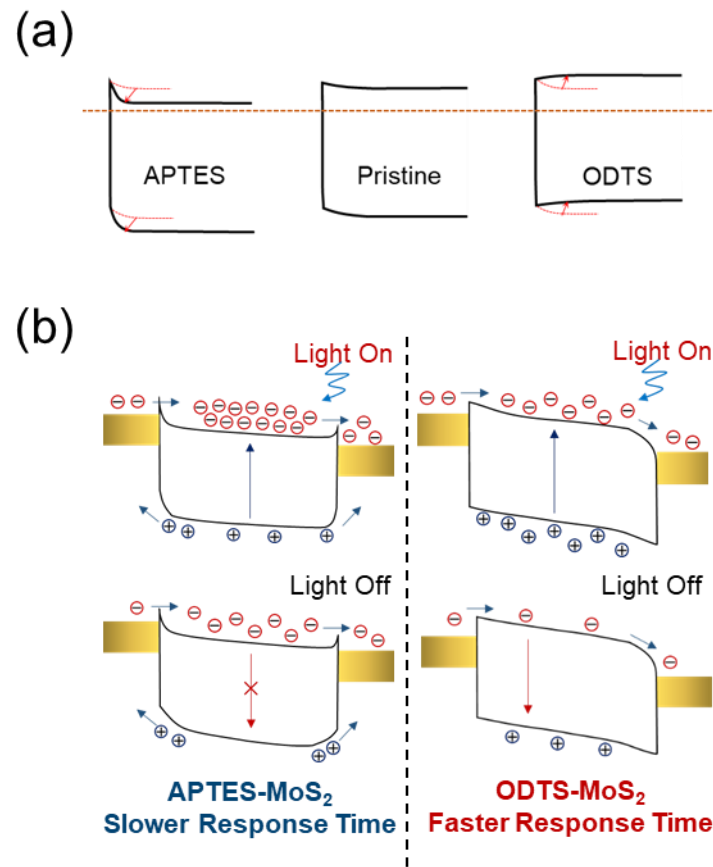 (a)
APTES
Pristine
ODTS
(b)
Light On
Light On
Light Off
Light Off
APTES-MoS₂
Slower Response Time
ODTS-MoS₂
Faster Response Time